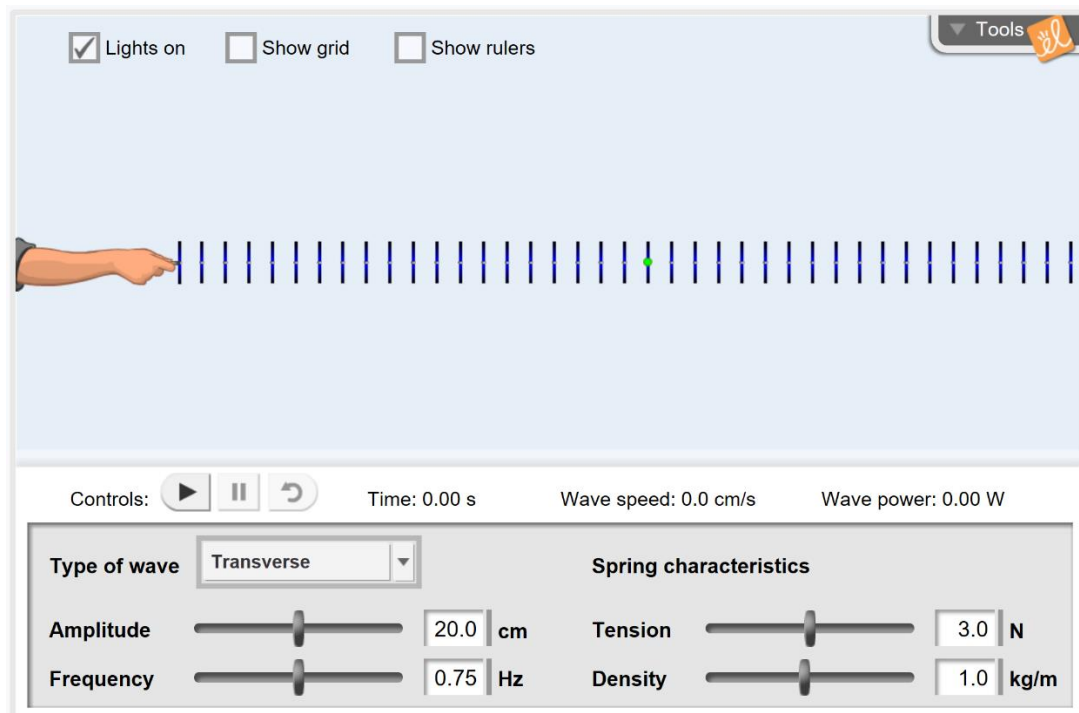 Lights on Show grid Show rulers Tools
Controls: Time: 0.00 s Wave speed: 0.0 cm/s Wave power: 0.00 W
Type of wave Transverse Spring characteristics
Amplitude 20.0 cm Tension 3.0 N
Frequency 0.75 Hz Density 1.0 kg/m